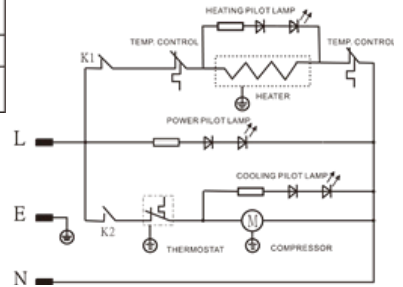 HEATING PILOT LAMP
TEMP. CONTROL
TEMP. CONTROL
K1
HEATER
POWER PILOT LAMP
L
COOLING PILOT LAMP
E
M
K2
THERMOSTAT
COMPRESSOR
N